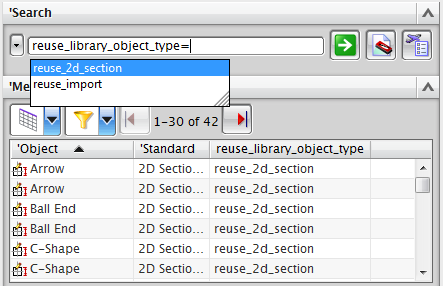 'Search
reuse_library_object_type=
reuse_2d_section
reuse_import
'Me
1-30 of 42
'Object 'Standard reuse_library_object_type
Arrow 2D Sectio... reuse_2d_section
Arrow 2D Sectio... reuse_2d_section
Ball End 2D Sectio... reuse_2d_section
Ball End 2D Sectio... reuse_2d_section
C-Shape 2D Sectio... reuse_2d_section
C-Shape 2D Sectio... reuse_2d_section